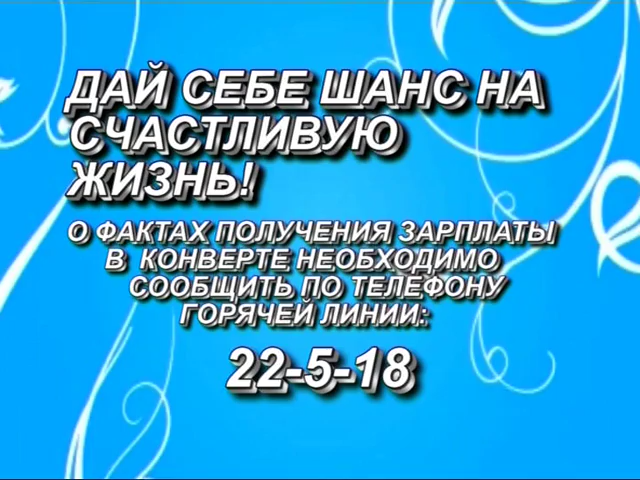 ДАЙ СЕБЕ ШАНС НА
СЧАСТЛИВУЮ
ЖИЗНЬ!
О ФАКТАХ ПОЛУЧЕНИЯ ЗАРПЛАТЫ
В КОНВЕРТЕ НЕОБХОДИМО
СООБЩИТЬ ПО ТЕЛЕФОНУ
ГОРЯЧЕЙ ЛИНИИ:
22-5-18